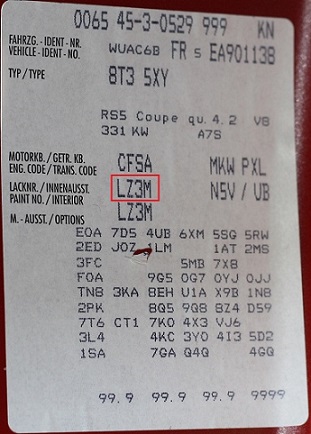 0065 45-3-0529 999 KN
FAHRZG.-IDENT-NR.
VEHICLE-IDENT-NO. WUAC6B FR 5 EA901138
TYP/TYPE 8T3 5XY
RS5 Coupe qu. 4.2 V8
331 KW A7S
MOTORKB./GETR.KB.
ENG. CODE/TRANS. CODE CFSA MKW PXL
LACKNR./INNENAUSST.
PAINT NO./INTERIOR LZ3M N5V / UB
LZ3M
M.-AUSST./OPTIONS
E0A 7D5 4UB 6XM 5SG 5RW
2ED J0Z 1LM 1AT 2MS
3FC 5MB 7X8
F0A 9G5 0G7 0YJ 0JJ
TN8 3KA 8EH U1A X9B 1N8
2PK 8Q5 9Q8 8Z4 D59
7T6 CT1 7K0 4X3 VJ6
3L4 4KC 3Y0 4I3 5D2
1SA 7GA Q4Q 4GQ
99.9 99.9 99.9 9999